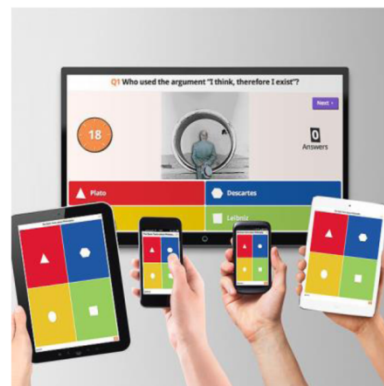 Q1 Who used the argument "I think, therefore I exist"?
Next ›
18
0
Answers
Plato
Descartes
Leibniz